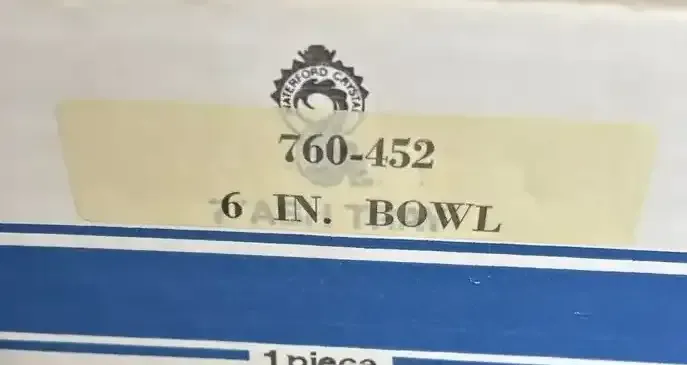 WATERFORD CRYSTAL
760-452
6 IN. BOWL
1 piece